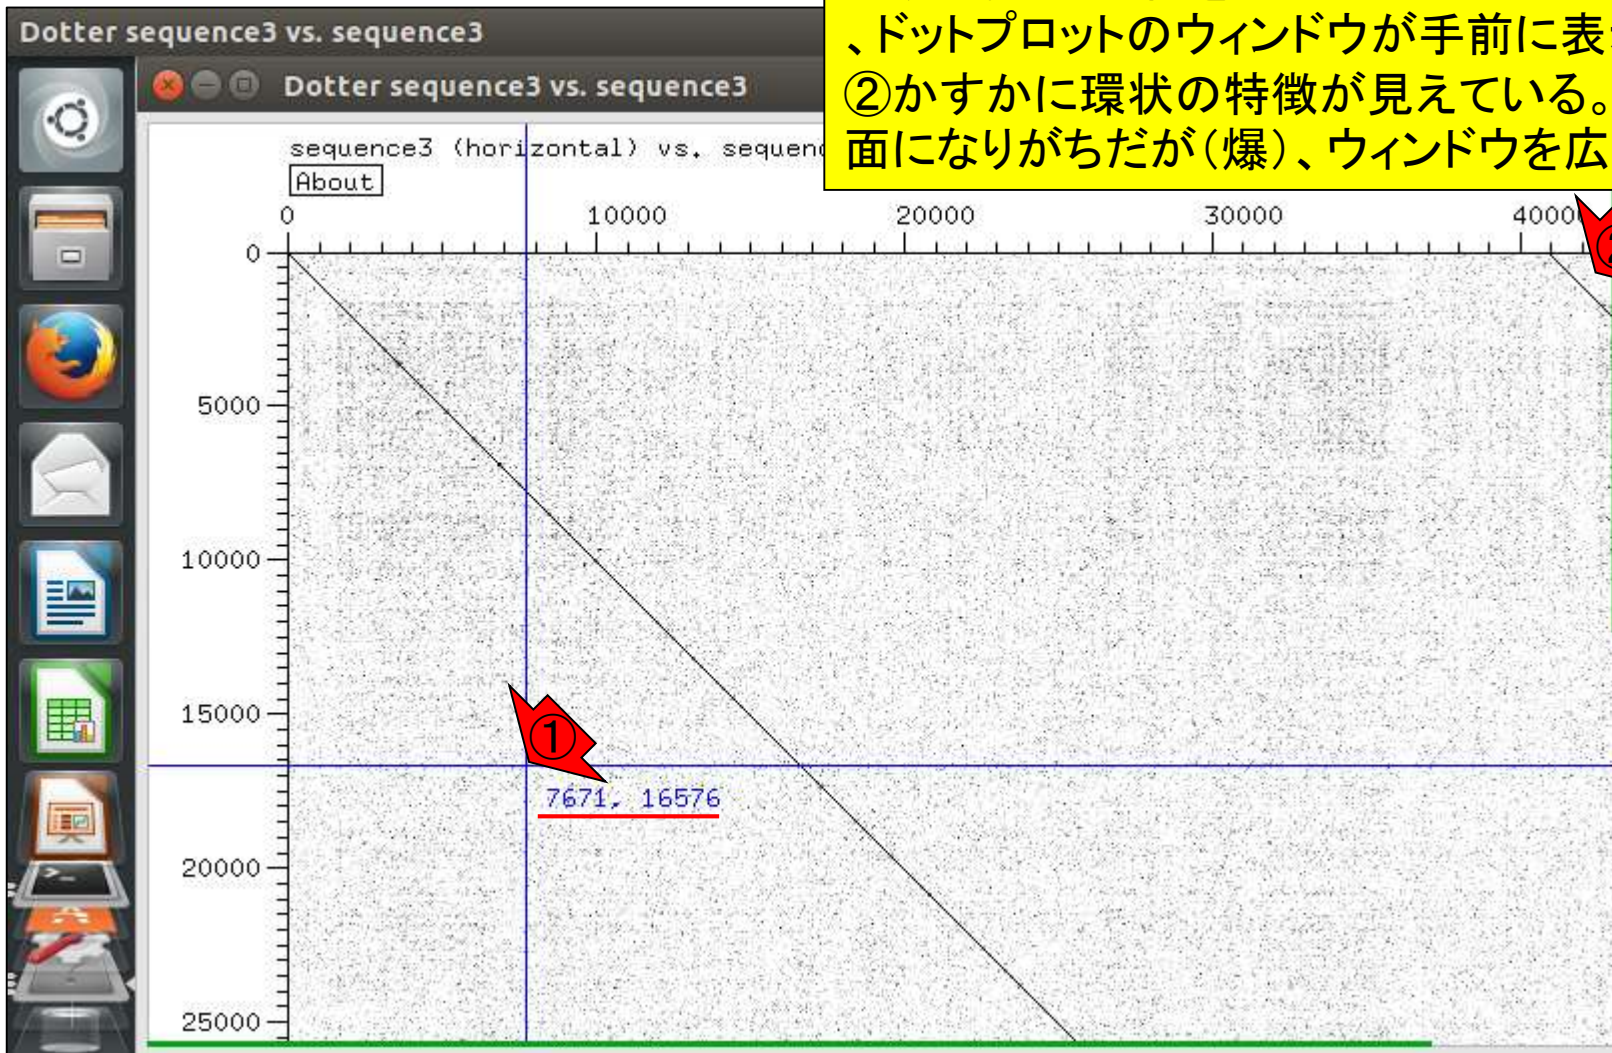 Dotter sequence3 vs. sequence3
、ドットプロットのウィンドウが手前に表
②かすかに環状の特徴が見えている。
面になりがちだが(爆)、ウィンドウを広
Dotter sequence3 vs. sequence3
sequence3 (horizontal) vs.
About
0 10000 20000 30000
0
5000
10000
15000
①
7671, 16576
20000
25000